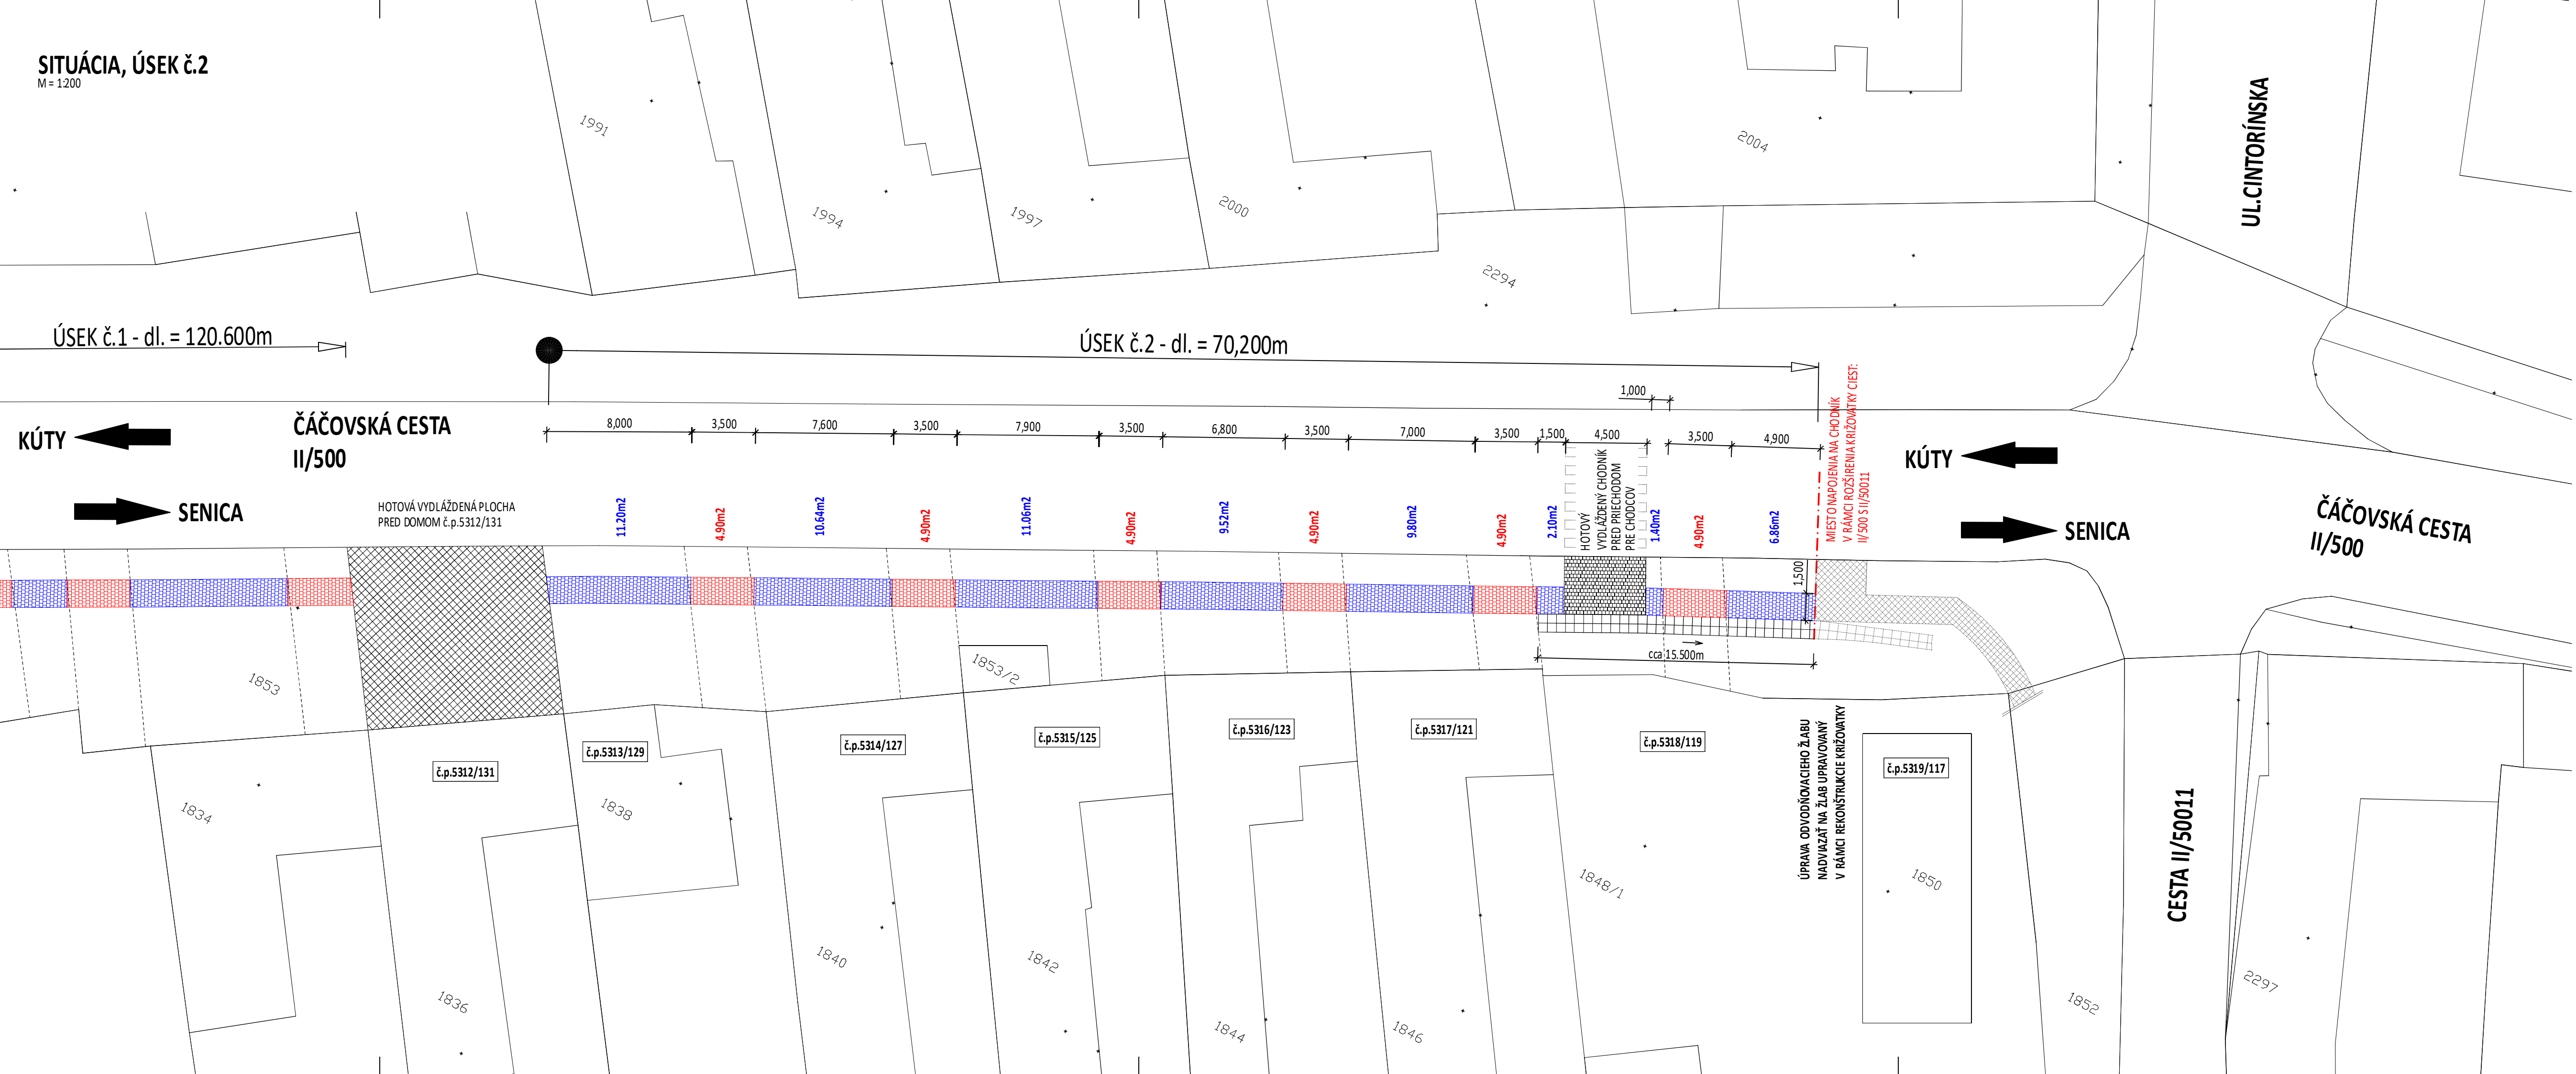 SITUÁCIA, ÚSEK č.2
M = 1:200
1991
1994
1997
2000
2004
2294
UL.CINTORÍNSKA
ÚSEK č.1 - dl. = 120.600m
ÚSEK č.2 - dl. = 70,200m
KÚTY
ČÁČOVSKÁ CESTA
II/500
SENICA
HOTOVÁ VYDLÁŽDENÁ PLOCHA
PRED DOMOM č.p.5312/131
8,000
3,500
7,600
3,500
7,900
3,500
6,800
3,500
7,000
3,500
1,500
4,500
1,000
3,500
4,900
11.20m2
4.90m2
10.64m2
4.90m2
11.06m2
4.90m2
9.52m2
4.90m2
9.80m2
4.90m2
2.10m2
HOTOVÝ
VYDLÁŽDENÝ CHODNÍK
PRED PRIECHODOM
PRE CHODCOV
1.40m2
4.90m2
6.86m2
1,500
MIESTO NAPOJENIA NA CHODNÍK
V RÁMCI ROZŠÍRENIA KRIŽOVATKY CIEST:
II/500 S II/50011
KÚTY
SENICA
ČÁČOVSKÁ CESTA
II/500
cca 15.500m
1853
1853/2
č.p.5312/131
č.p.5313/129
č.p.5314/127
č.p.5315/125
č.p.5316/123
č.p.5317/121
č.p.5318/119
č.p.5319/117
ÚPRAVA ODVODŇOVACIEHO ŽLABU
NADVIAZAŤ NA ŽLAB UPRAVOVANÝ
V RÁMCI REKONŠTRUKCIE KRIŽOVATKY
1834
1836
1838
1840
1842
1844
1846
1848/1
1850
1852
CESTA II/50011
2297